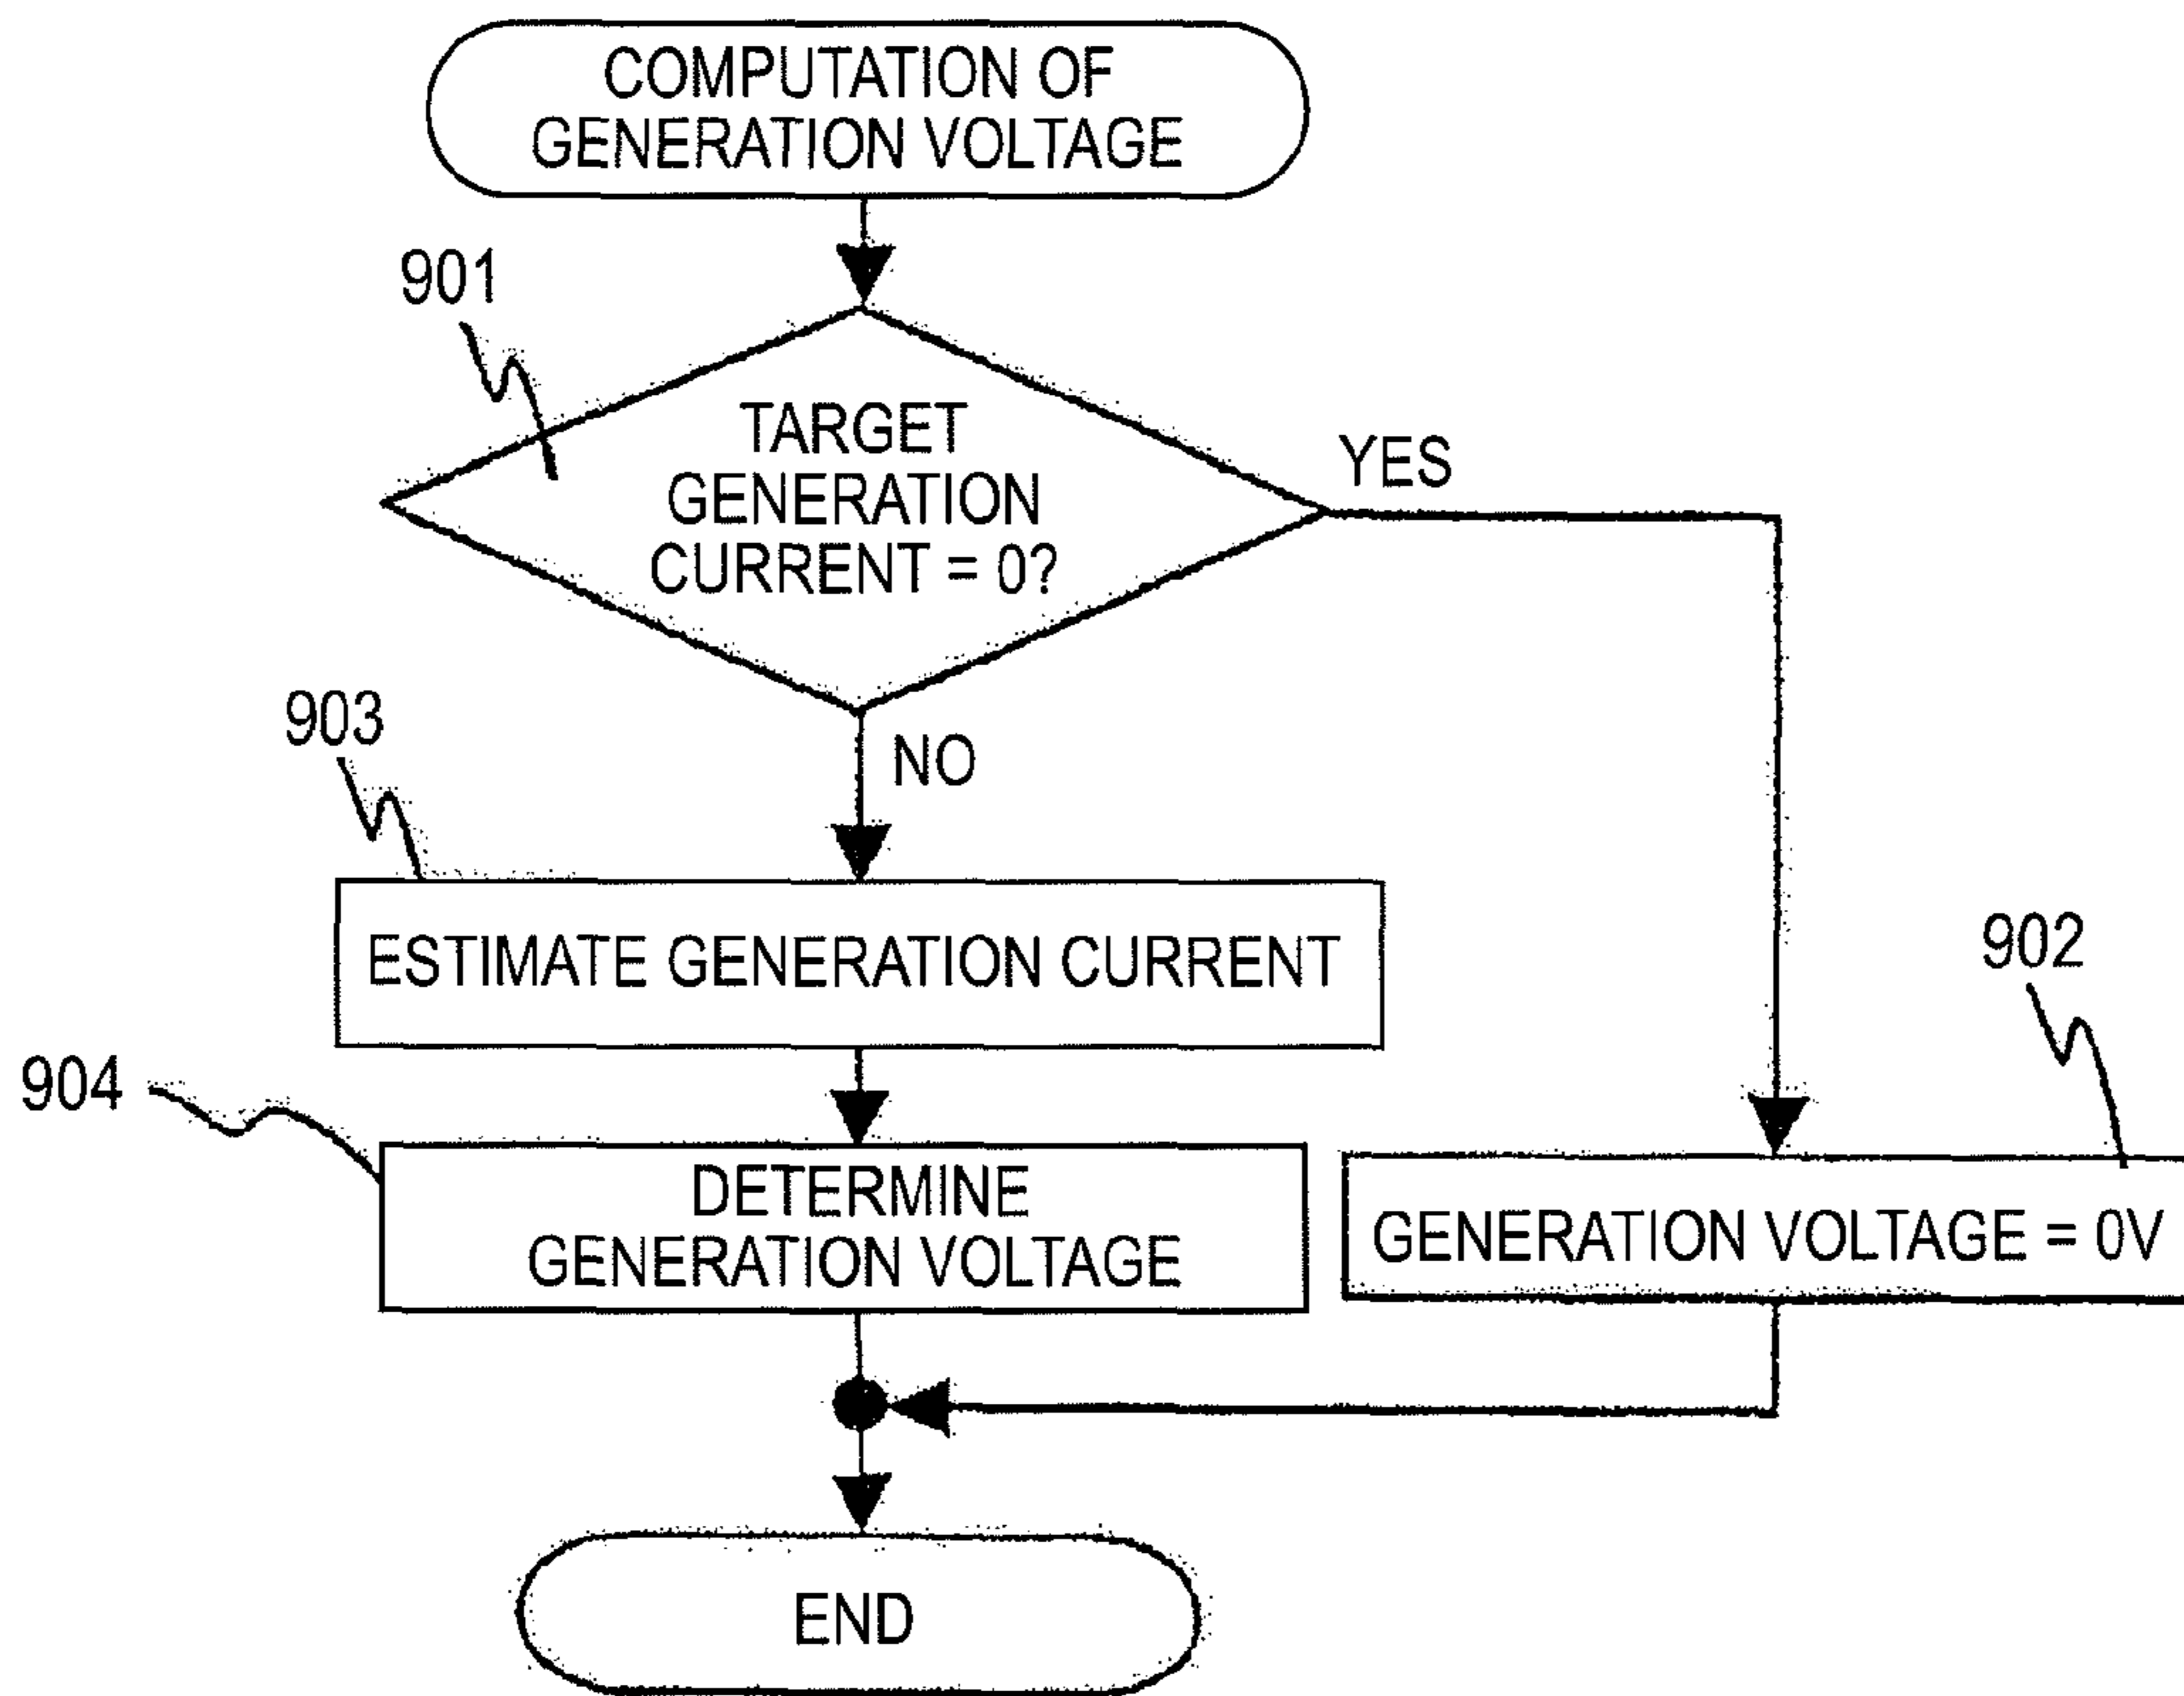 COMPUTATION OF
GENERATION VOLTAGE
901
TARGET
GENERATION
CURRENT = 0?
YES
903
NO
ESTIMATE GENERATION CURRENT
902
904
DETERMINE
GENERATION VOLTAGE
GENERATION VOLTAGE = 0V
END